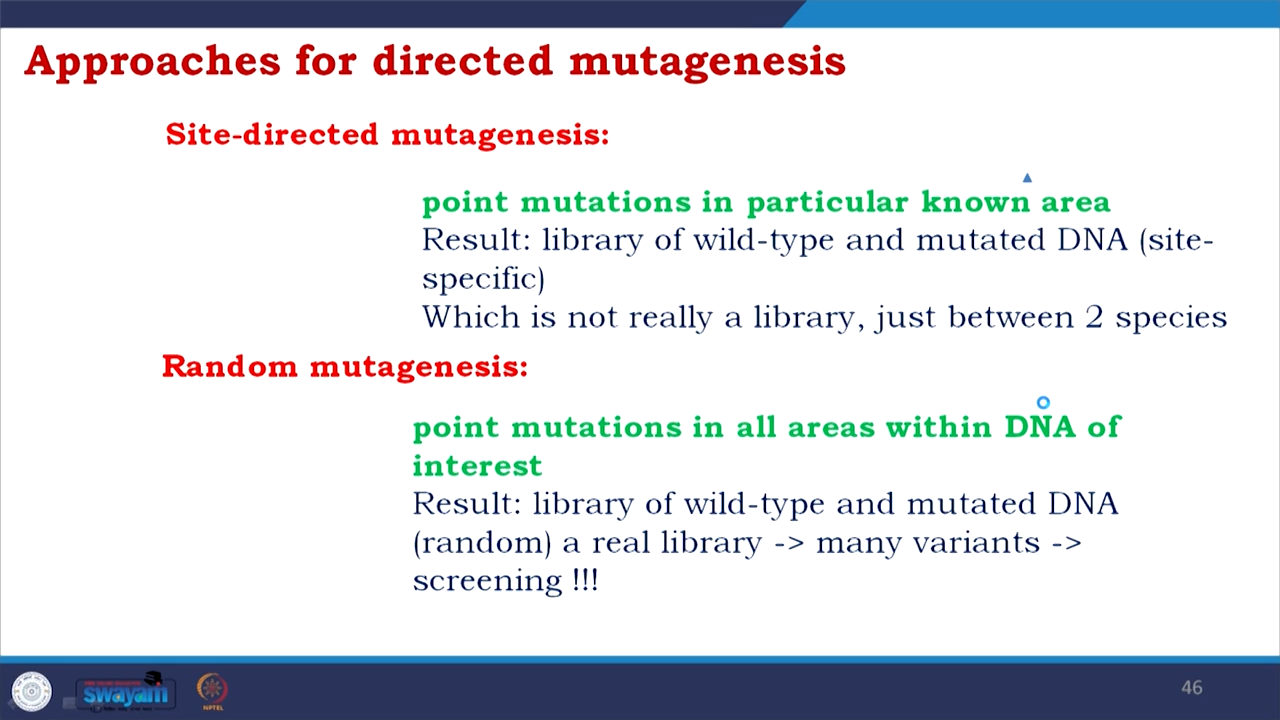 Approaches for directed mutagenesis
Site-directed mutagenesis:
point mutations in particular known area
Result: library of wild-type and mutated DNA (site-
specific)
Which is not really a library, just between 2 species
Random mutagenesis:
point mutations in all areas within DNA of
interest
Result: library of wild-type and mutated DNA
(random) a real library -> many variants ->
screening !!!
swayam
NPTEL
46